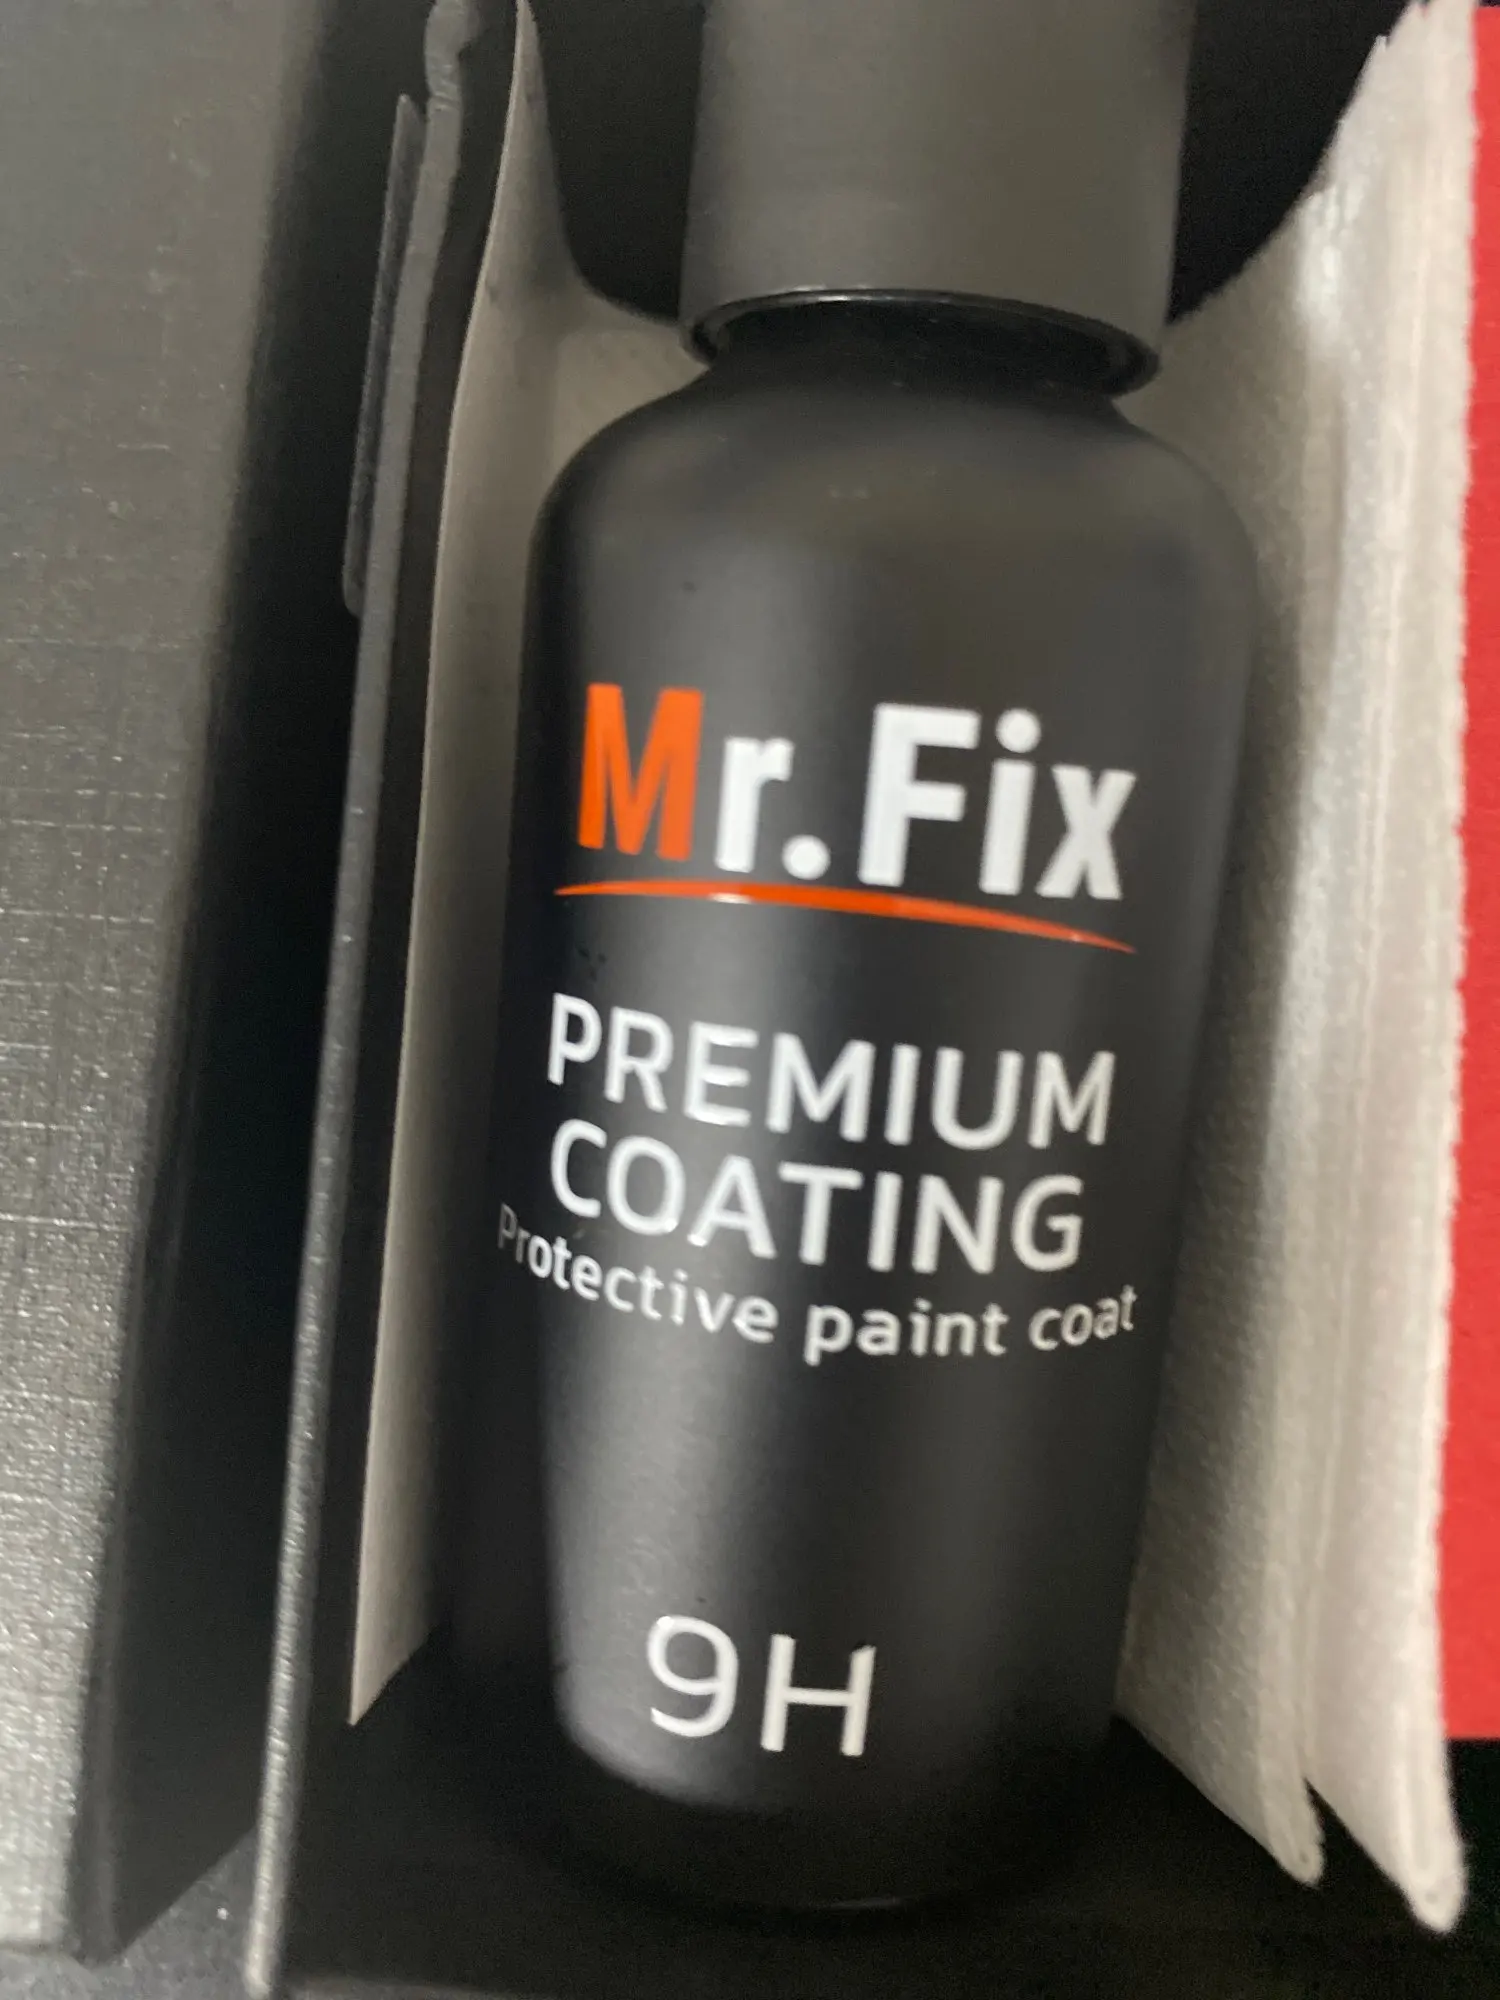 Mr.Fix
PREMIUM
COATING
Protective paint coat
9H